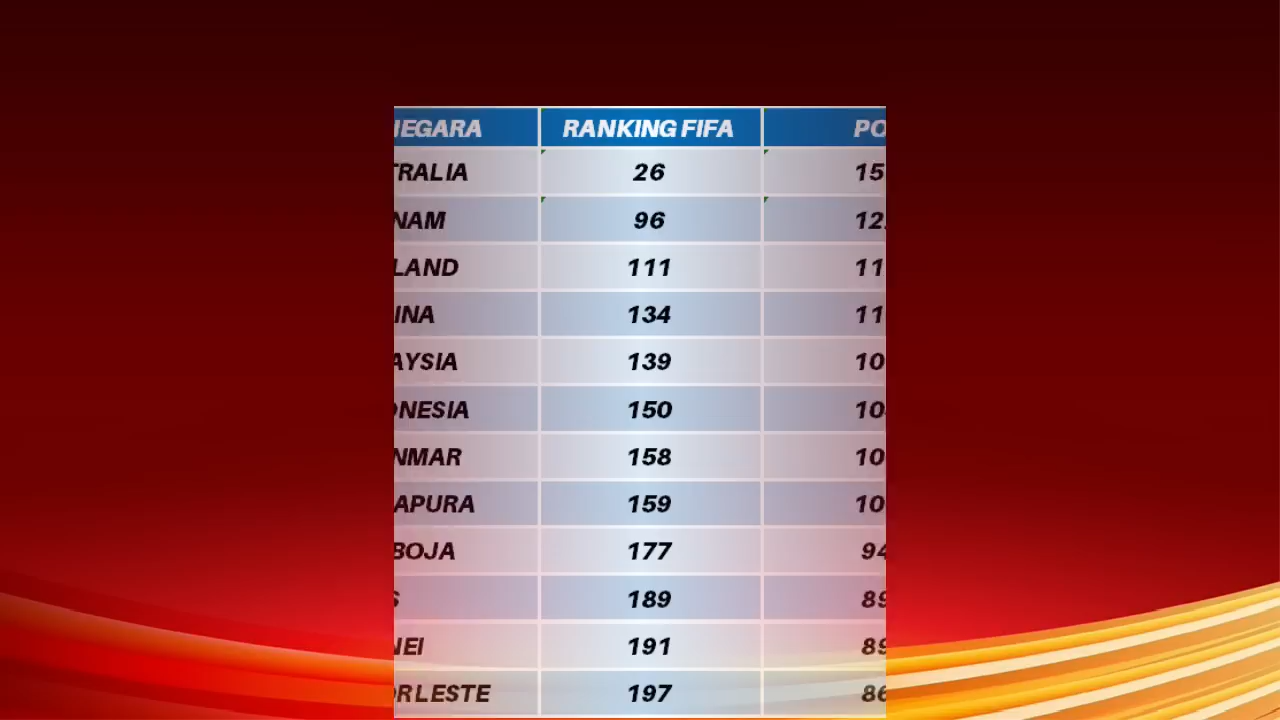 NEGARA RANKING FIFA PO
TRALIA 26 15
NAM 96 12
LAND 111 11
INA 134 11
AYSIA 139 10
ONESIA 150 10
NMAR 158 10
APURA 159 10
BOJA 177 94
S 189 89
NEI 191 89
OR LESTE 197 86